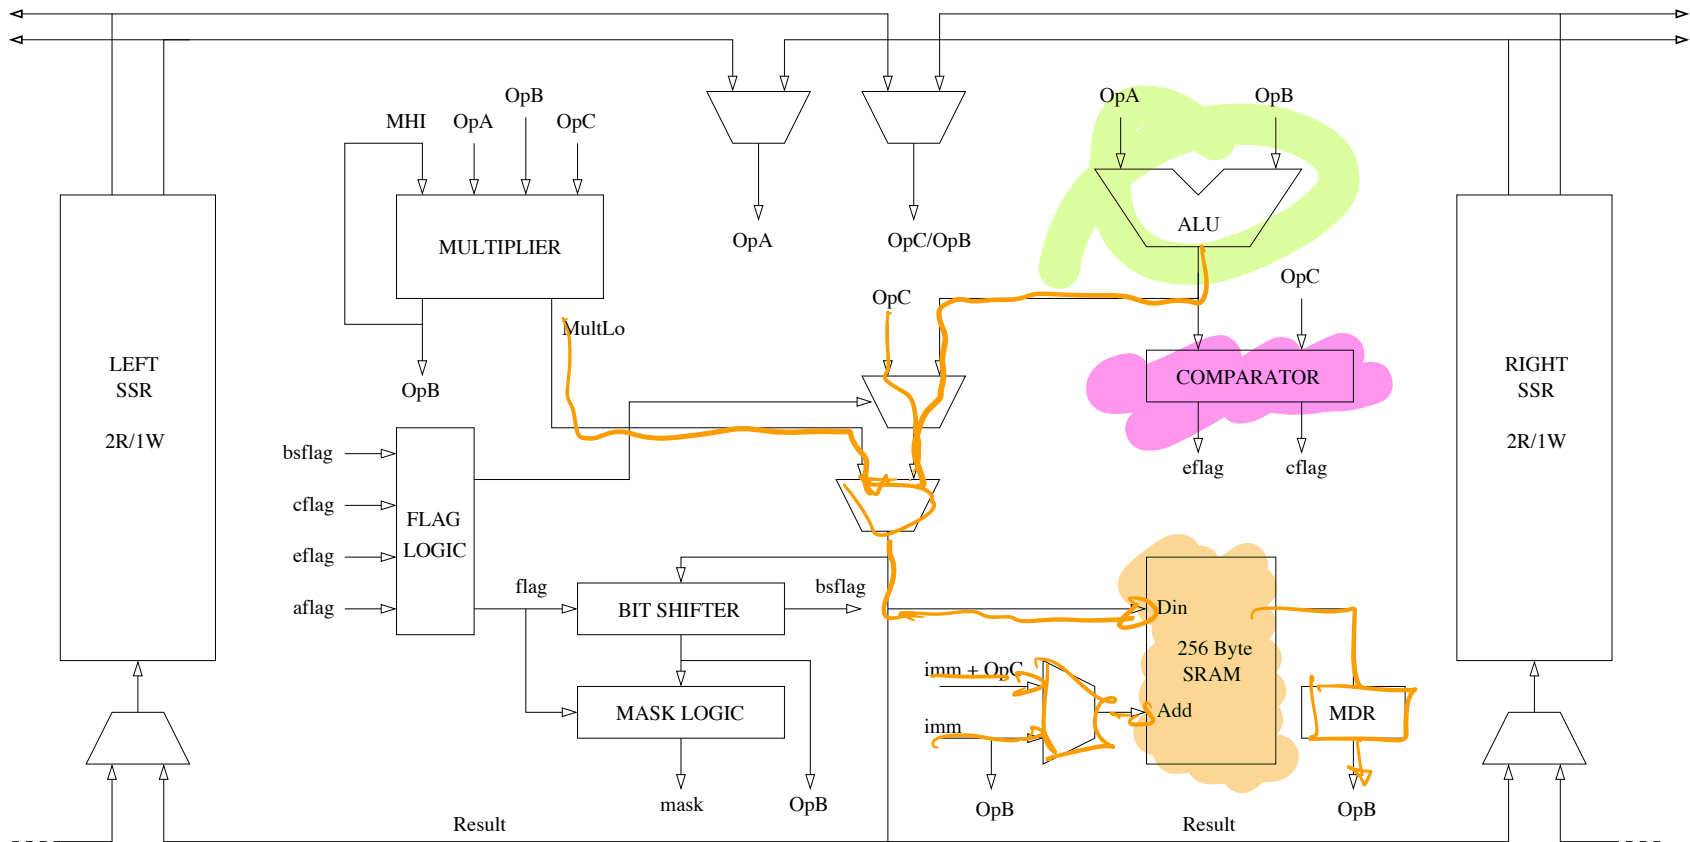 OpB
MHI
OpA
OpC
OpA
OpB
MULTIPLIER
OpA
OpC/OpB
ALU
OpC
OpC
MultLo
LEFT
SSR
2R/1W
OpB
COMPARATOR
RIGHT
SSR
2R/1W
bsflag
cflag
eflag
aflag
FLAG
LOGIC
eflag
cflag
flag
BIT SHIFTER
bsflag
Din
256 Byte
SRAM
Add
imm + OpC
imm
MASK LOGIC
MDR
mask
OpB
OpB
OpB
Result
Result